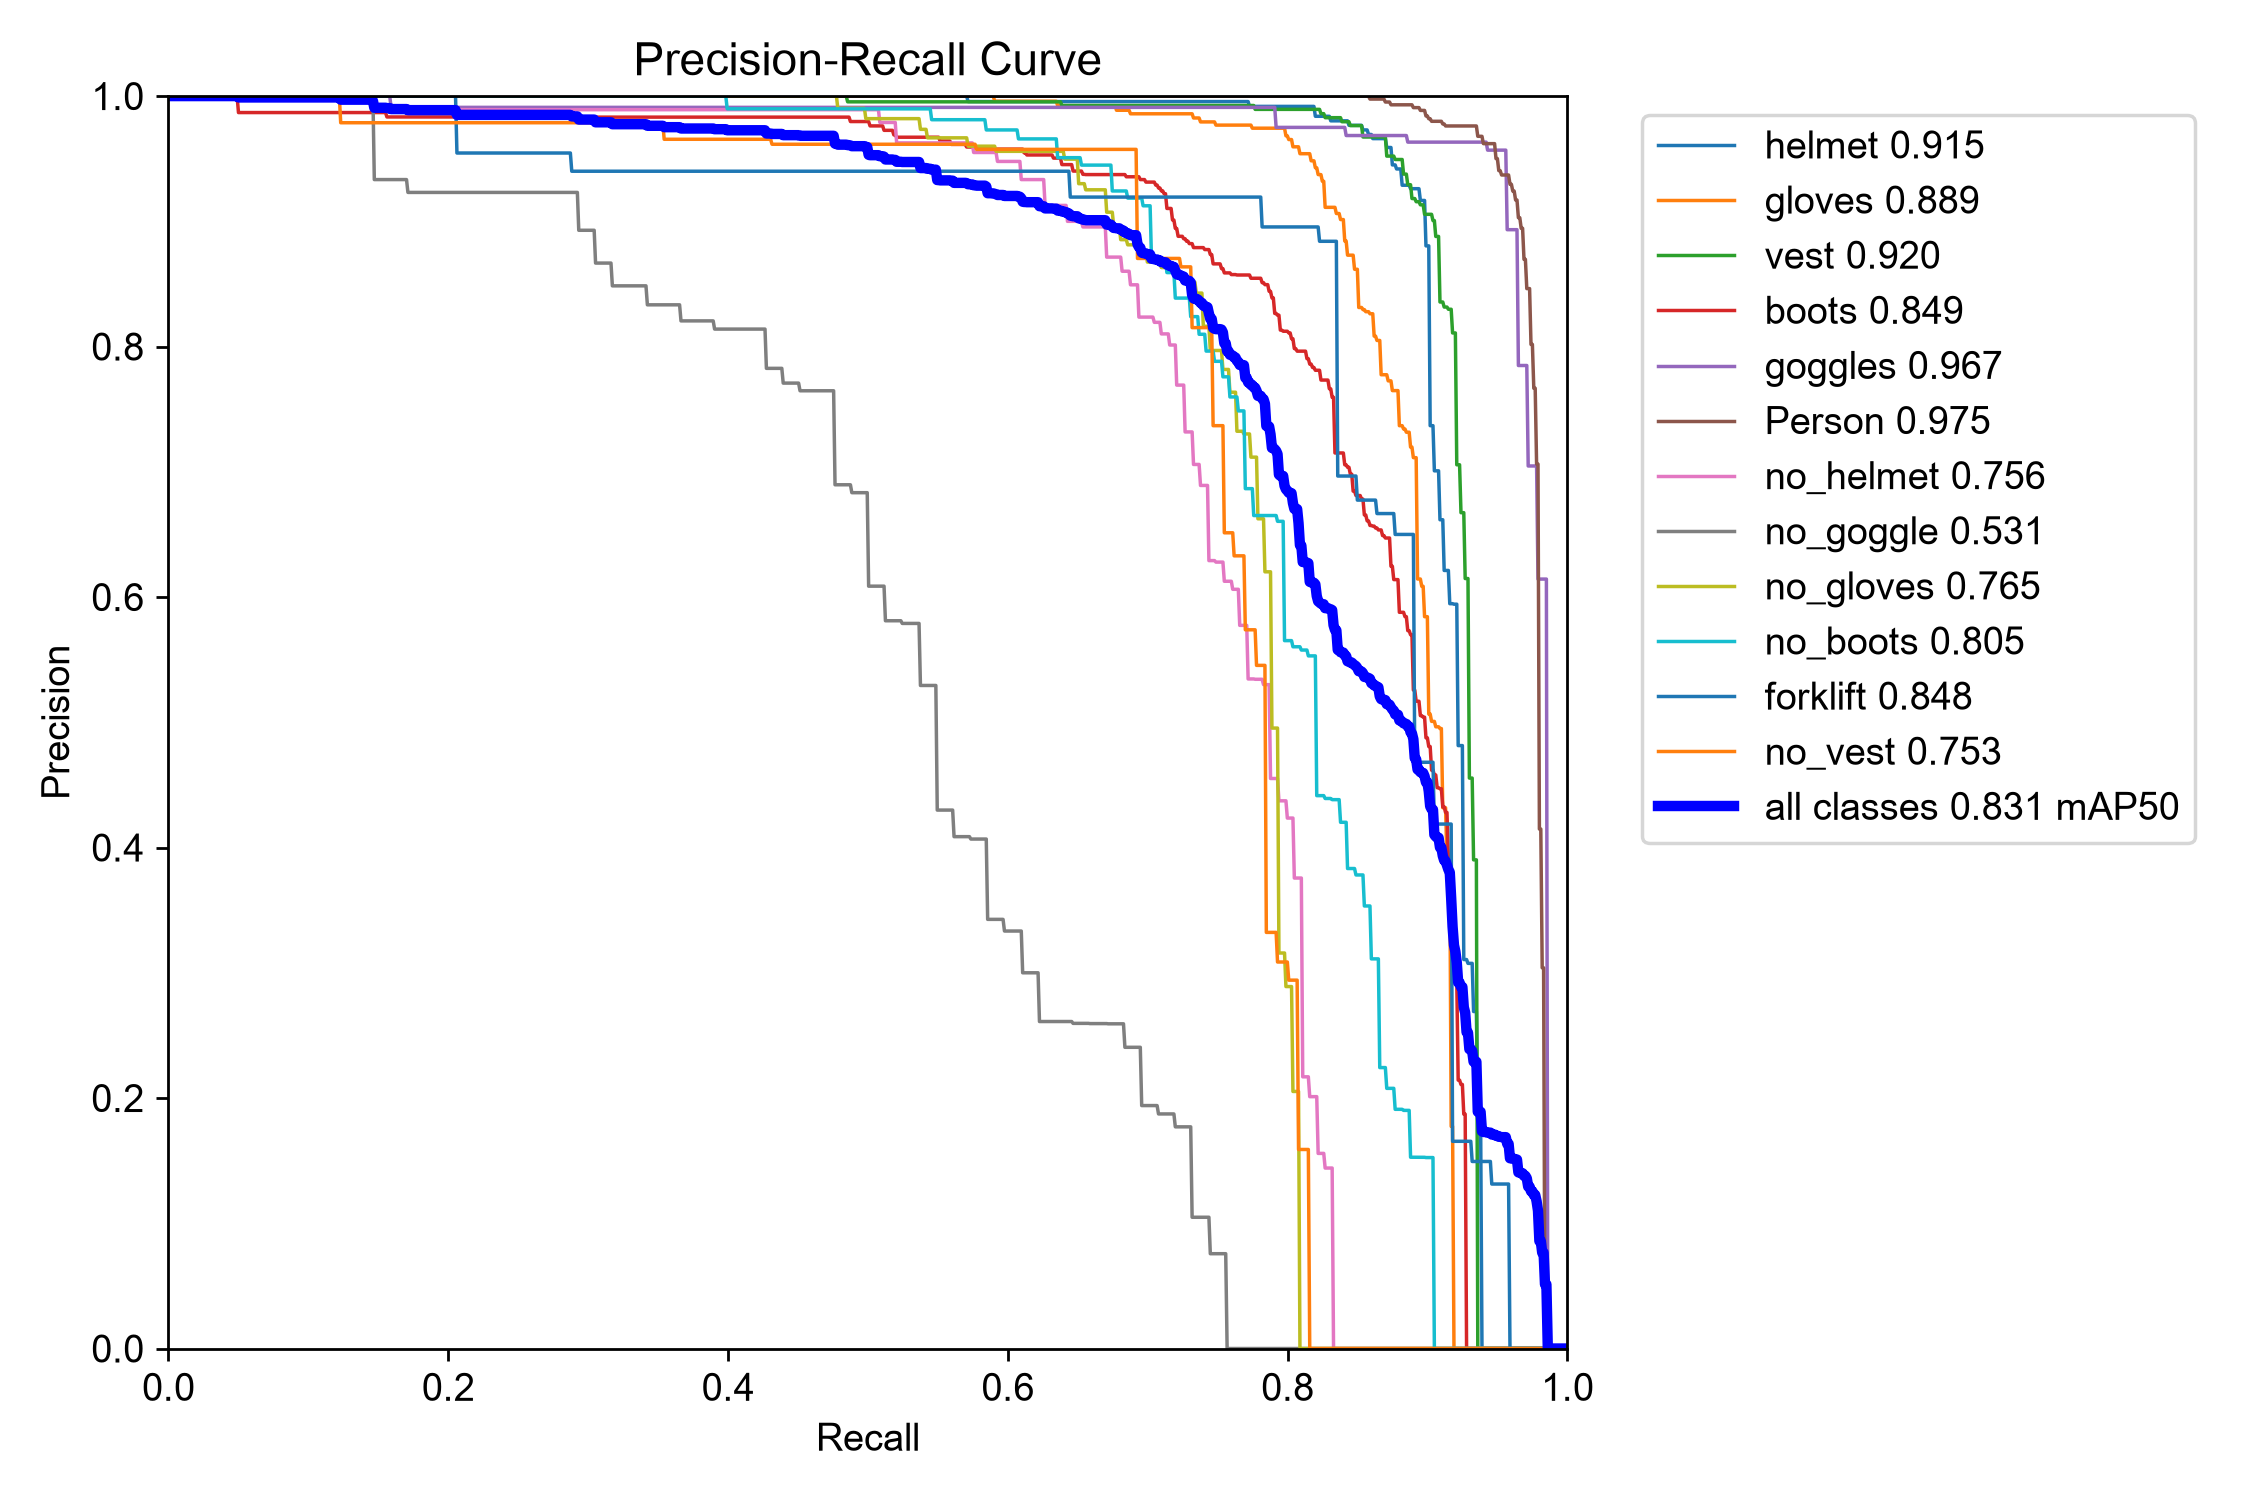 Precision-Recall Curve
1.0
0.8
0.6
0.4
0.2
0.0
Precision
0.0 0.2 0.4 0.6 0.8 1.0
Recall
helmet 0.915
gloves 0.889
vest 0.920
boots 0.849
goggles 0.967
Person 0.975
no_helmet 0.756
no_goggle 0.531
no_gloves 0.765
no_boots 0.805
forklift 0.848
no_vest 0.753
all classes 0.831 mAP50